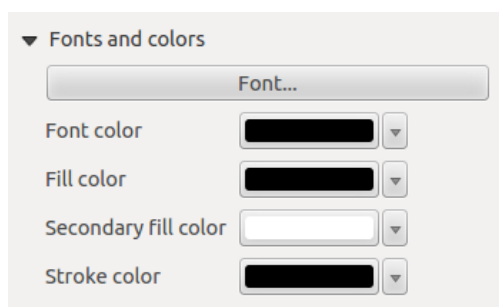 Fonts and colors
Font...
Font color
Fill color
Secondary fill color
Stroke color